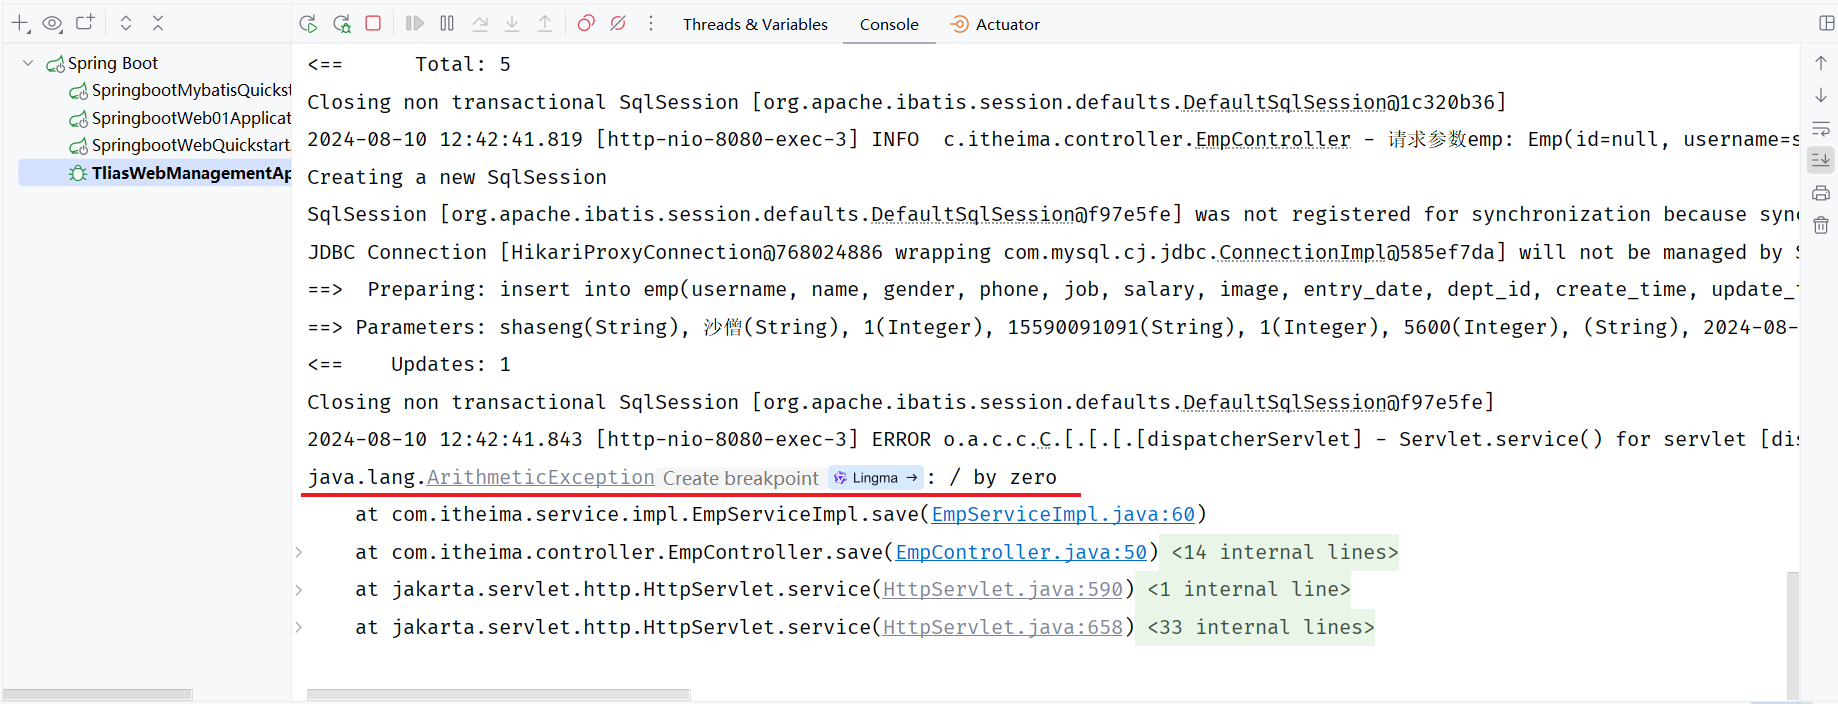 Threads & Variables Console Actuator
Spring Boot
SpringbootMybatisQuickst
SpringbootWeb01Applicat
SpringbootWebQuickstart
TliasWebManagementAp
<== Total: 5
Closing non transactional SqlSession [org.apache.ibatis.session.defaults.DefaultSqlSession@1c320b36]
2024-08-10 12:42:41.819 [http-nio-8080-exec-3] INFO c.itheima.controller.EmpController - 请求参数emp: Emp(id=null, username=s
Creating a new SqlSession
SqlSession [org.apache.ibatis.session.defaults.DefaultSqlSession@f97e5fe] was not registered for synchronization because sync
JDBC Connection [HikariProxyConnection@768024886 wrapping com.mysql.cj.jdbc.ConnectionImpl@585ef7da] will not be managed by S
==> Preparing: insert into emp(username, name, gender, phone, job, salary, image, entry_date, dept_id, create_time, update_
==> Parameters: shaseng(String), 沙僧(String), 1(Integer), 15590091091(String), 1(Integer), 5600(Integer), (String), 2024-08-
<== Updates: 1
Closing non transactional SqlSession [org.apache.ibatis.session.defaults.DefaultSqlSession@f97e5fe]
2024-08-10 12:42:41.843 [http-nio-8080-exec-3] ERROR o.a.c.c.C.[.[.[.[dispatcherServlet] - Servlet.service() for servlet [dis
java.lang.ArithmeticException Create breakpoint Lingma → : / by zero
at com.itheima.service.impl.EmpServiceImpl.save(EmpServiceImpl.java:60)
at com.itheima.controller.EmpController.save(EmpController.java:50) <14 internal lines>
at jakarta.servlet.http.HttpServlet.service(HttpServlet.java:590) <1 internal line>
at jakarta.servlet.http.HttpServlet.service(HttpServlet.java:658) <33 internal lines>